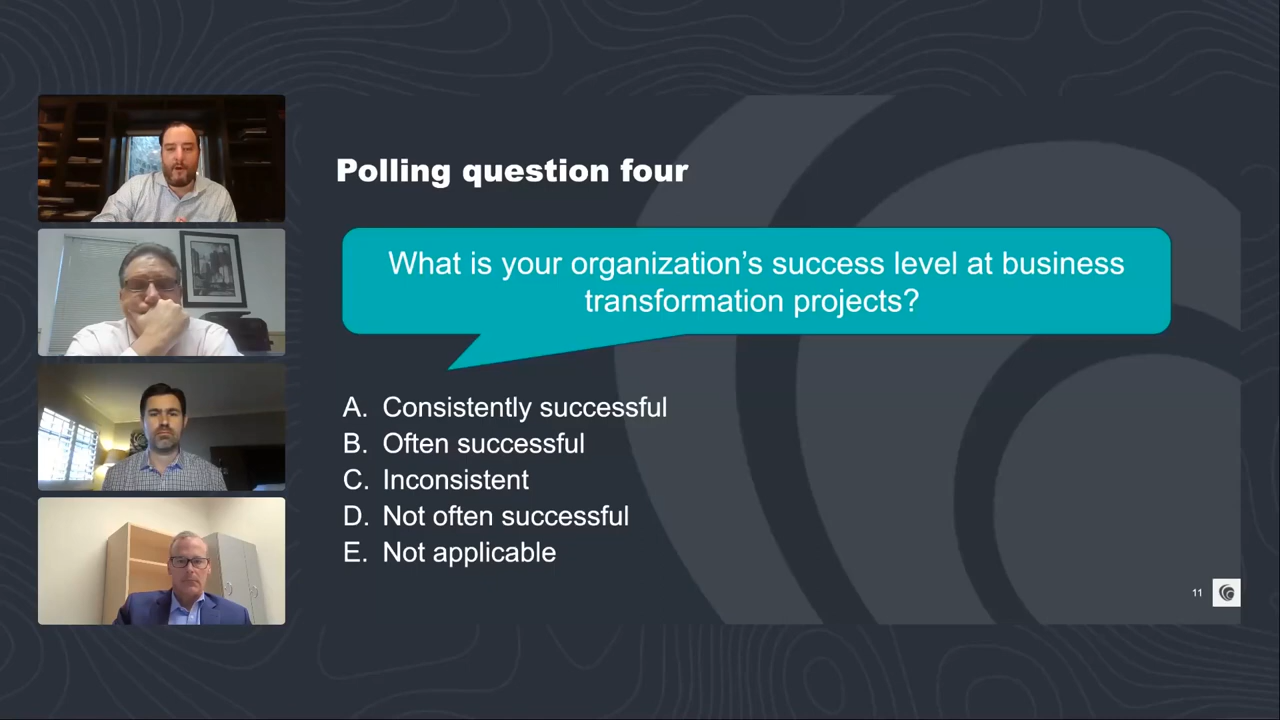 Polling question four
What is your organization’s success level at business
transformation projects?
A. Consistently successful
B. Often successful
C. Inconsistent
D. Not often successful
E. Not applicable
11